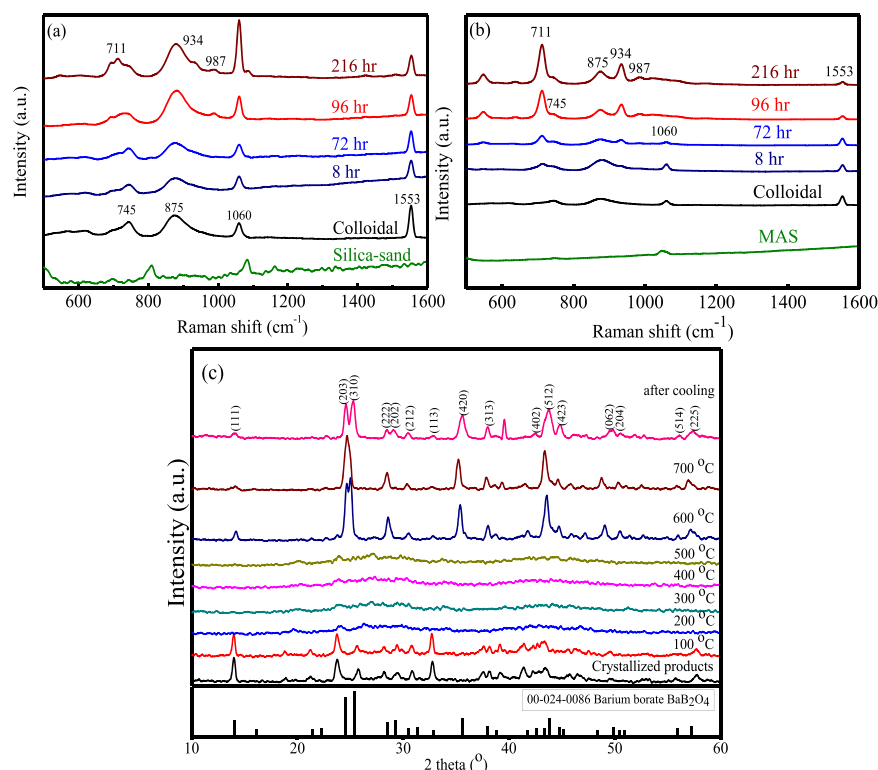 (a)
711
934
987
216 hr
96 hr
72 hr
8 hr
1553
745
875
1060
Colloidal
Silica-sand
Intensity (a.u.)
600
800
1000
1200
1400
1600
Raman shift (cm-1)
(b)
711
875
934
987
216 hr
1553
745
96 hr
1060
72 hr
8 hr
Colloidal
MAS
Intensity (a.u.)
600
800
1000
1200
1400
1600
Raman shift (cm-1)
(c)
after cooling
(111)
(203)
(310)
(222)
(202)
(212)
(113)
(420)
(313)
(402)
(512)
(423)
(062)
(204)
(514)
(225)
700 °C
600 °C
500 °C
400 °C
300 °C
200 °C
100 °C
Crystallized products
00-024-0086 Barium borate BaB2O4
Intensity (a.u.)
10
20
30
40
50
60
2 theta (°)